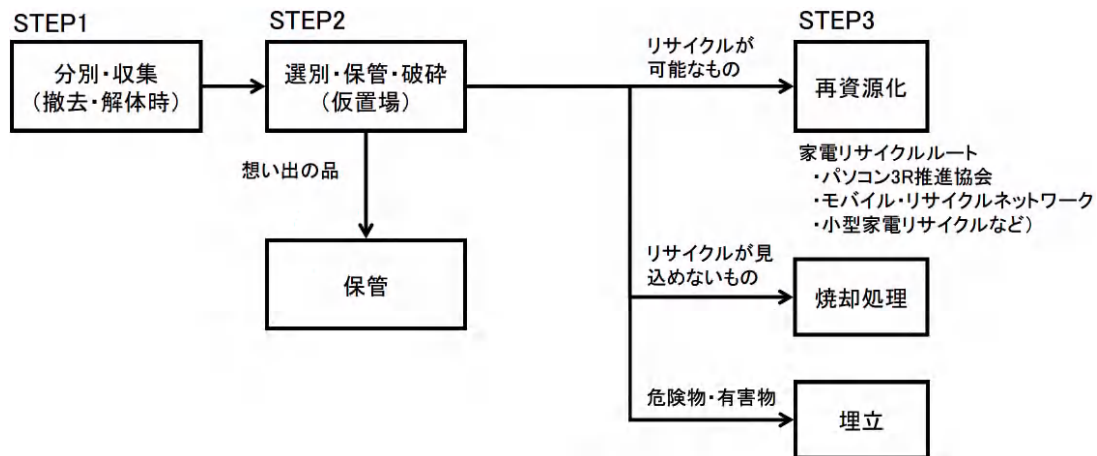 STEP1
分別・収集
(撤去・解体時)
STEP2
選別・保管・破砕
(仮置場)
想い出の品
保管
リサイクルが
可能なもの
STEP3
再資源化
家電リサイクルルート
・パソコン3R推進協会
・モバイル・リサイクルネットワーク
・小型家電リサイクルなど)
リサイクルが見
込めないもの
焼却処理
危険物・有害物
埋立